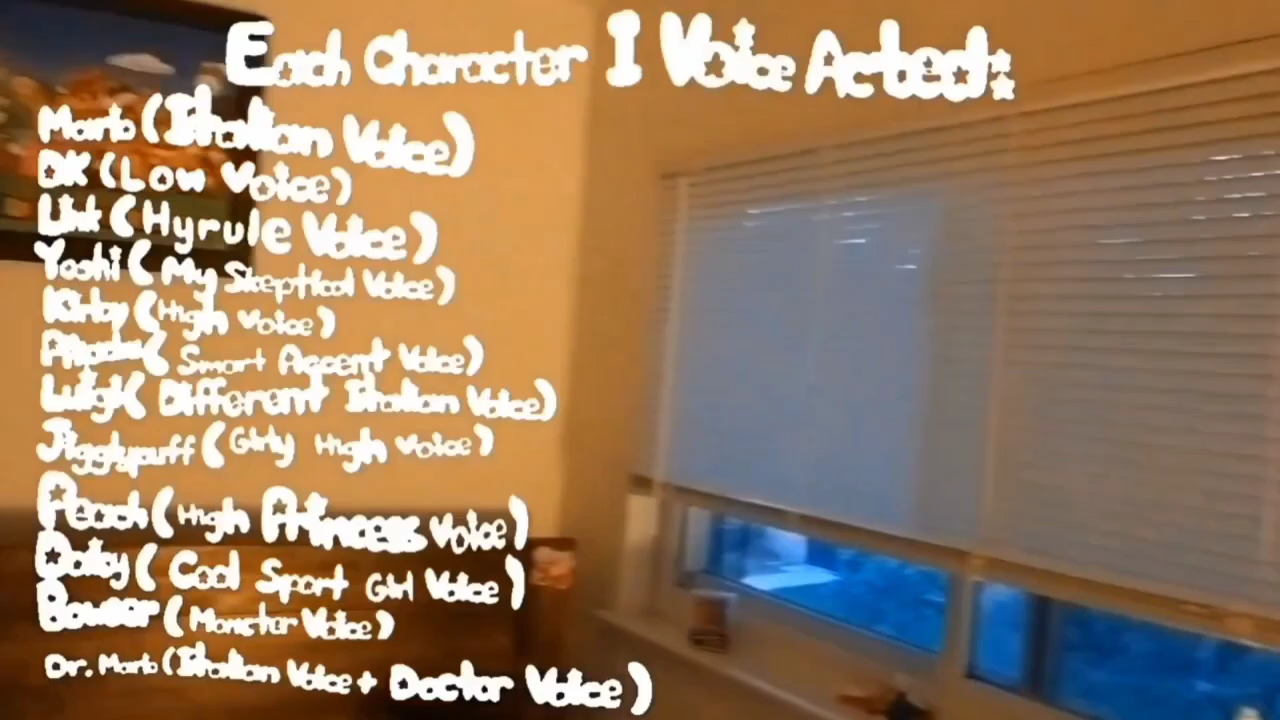 Each Character I Voice Acted:
Mario (Italian Voice)
DK (Low Voice)
Link (Hyrule Voice)
Yoshi (My Skeptical Voice)
Kirby (High Voice)
(Smart Accent Voice)
Luigi (Different Italian Voice)
Jigglypuff (Girly High Voice)
Peach (High Princess Voice)
Daisy (Cool Sport Girl Voice)
Bowser (Monster Voice)
Dr. Mario (Italian Voice + Doctor Voice)